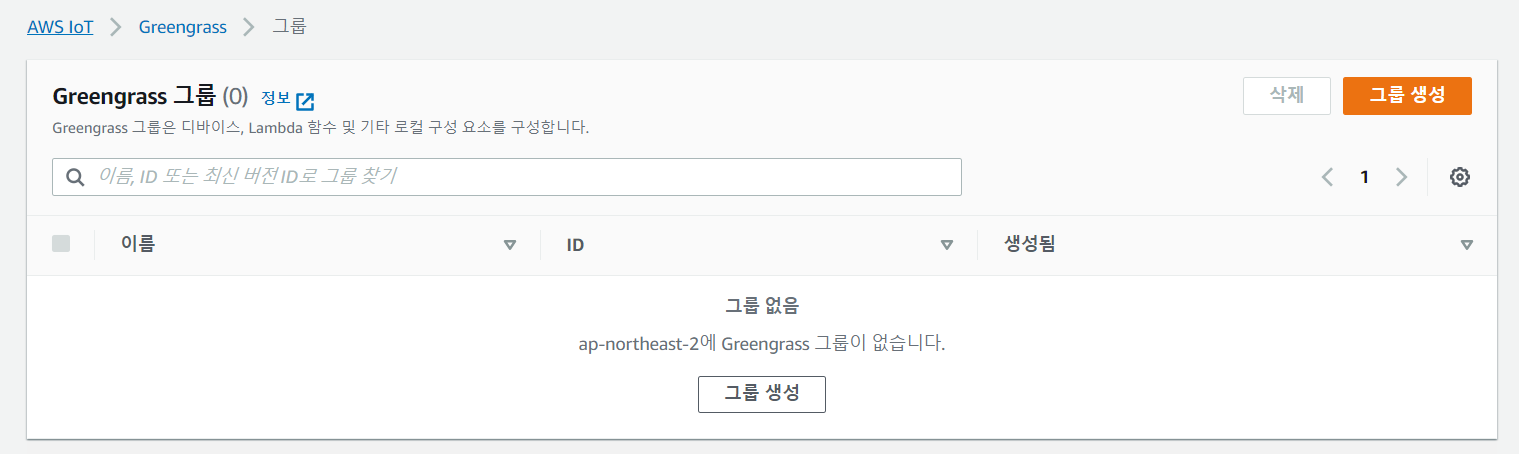 AWS IoT > Greengrass > 그룹
Greengrass 그룹 (0) 정보
삭제
그룹 생성
Greengrass 그룹은 디바이스, Lambda 함수 및 기타 로컬 구성 요소를 구성합니다.
이름, ID 또는 최신 버전 ID로 그룹 찾기
1
이름 ID 생성됨
그룹 없음
ap-northeast-2에 Greengrass 그룹이 없습니다.
그룹 생성